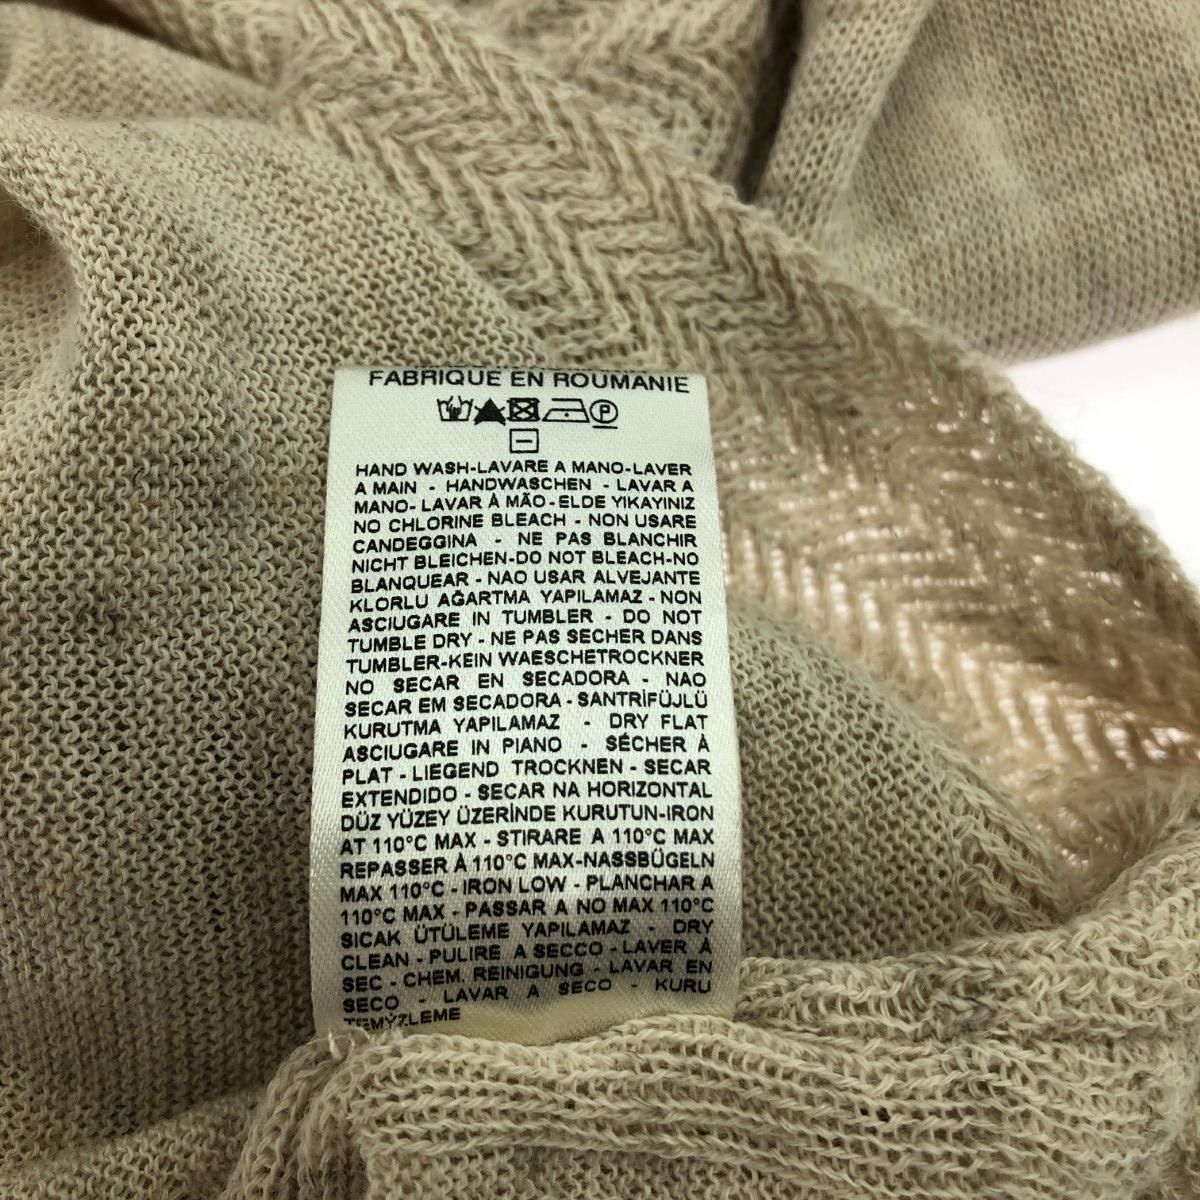 FABRIQUE EN ROUMANIE
P
HAND WASH-LAVARE A MANO-LAVER
A MAIN - HANDWASCHEN - LAVAR A
MANO- LAVAR À MÃO-ELDE YIKAYINIZ
NO CHLORINE BLEACH - NON USARE
CANDEGGINA - NE PAS BLANCHIR
NICHT BLEICHEN-DO NOT BLEACH-NO
BLANQUEAR - NAO USAR ALVEJANTE
KLORLU AĞARTMA YAPILAMAZ - NON
ASCIUGARE IN TUMBLER - DO NOT
TUMBLE DRY - NE PAS SECHER DANS
TUMBLER-KEIN WAESCHETROCKNER
NO SECAR EN SECADORA - NAO
SECAR EM SECADORA - SANTRİFÜJLÜ
KURUTMA YAPILAMAZ - DRY FLAT
ASCIUGARE IN PIANO - SÉCHER À
PLAT - LIEGEND TROCKNEN - SECAR
EXTENDIDO - SECAR NA HORIZONTAL
DÜZ YÜZEY ÜZERİNDE KURUTUN-IRON
AT 110°C MAX - STIRARE A 110°C MAX
REPASSER À 110°C MAX-NASSBÜGELN
MAX 110°C - IRON LOW - PLANCHAR A
110°C MAX - PASSAR A NO MAX 110°C
SICAK ÜTÜLEME YAPILAMAZ - DRY
CLEAN - PULIRE A SECCO - LAVER À
SEC - CHEM. REINIGUNG - LAVAR EN
SECO - LAVAR A SECO - KURU
TEMÝZLEME